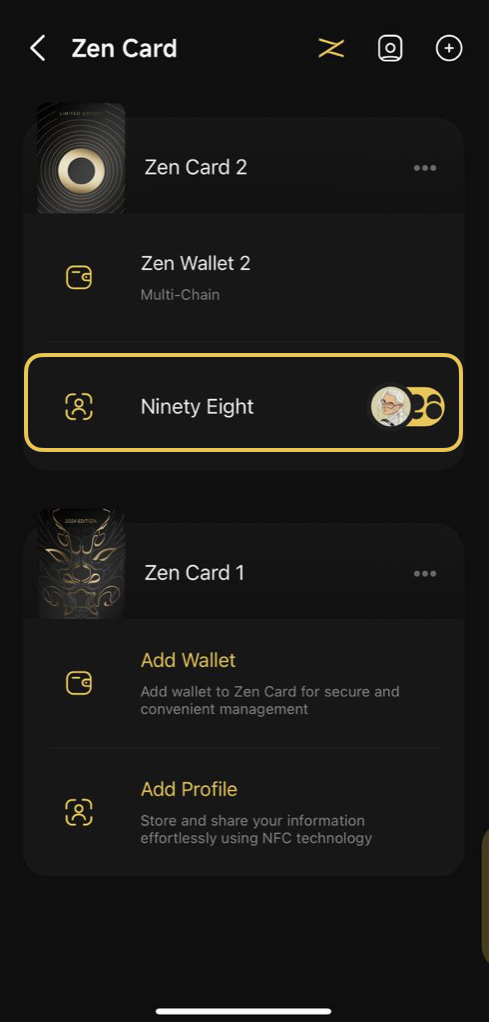 Zen Card
LIMITED EDITION
Zen Card 2
Zen Wallet 2
Multi-Chain
Ninety Eight
2024 EDITION
Zen Card 1
Add Wallet
Add wallet to Zen Card for secure and
convenient management
Add Profile
Store and share your information
effortlessly using NFC technology